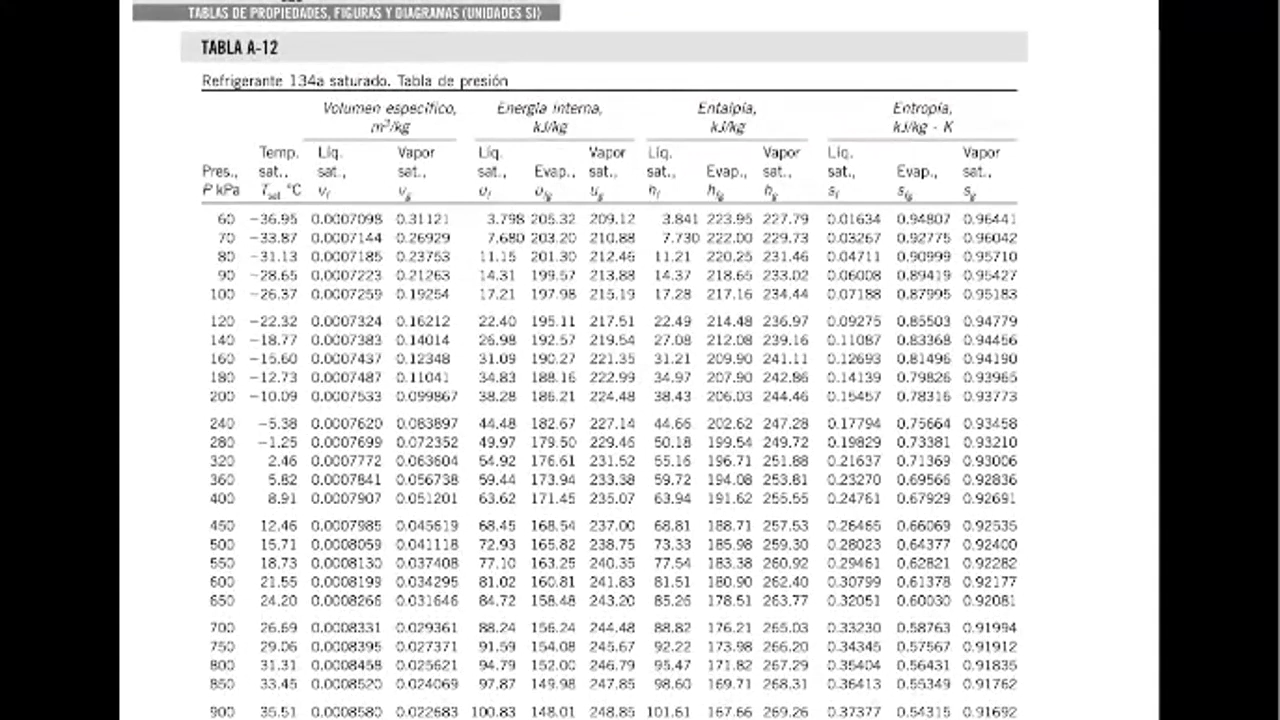 TABLAS DE PROPIEDADES, FIGURAS Y DIAGRAMAS (UNIDADES SI)
TABLA A-12
Refrigerante 134a saturado. Tabla de presión
Volumen específico, Energía interna, Entalpía, Entropía,
m³/kg kJ/kg kJ/kg kJ/kg · K
Temp. Líq. Vapor Líq. Vapor Líq. Vapor Líq. Vapor
Pres., sat., sat., sat., sat., Evap., sat., sat., Evap., sat., sat., Evap., sat.,
P kPa Tsat °C vf vg uf ufg ug hf hfg hg sf sfg sg
60 −36.95 0.0007098 0.31121 3.798 205.32 209.12 3.841 223.95 227.79 0.01634 0.94807 0.96441
70 −33.87 0.0007144 0.26929 7.680 203.20 210.88 7.730 222.00 229.73 0.03267 0.92775 0.96042
80 −31.13 0.0007185 0.23753 11.15 201.30 212.46 11.21 220.25 231.46 0.04711 0.90999 0.95710
90 −28.65 0.0007223 0.21263 14.31 199.57 213.88 14.37 218.65 233.02 0.06008 0.89419 0.95427
100 −26.37 0.0007259 0.19254 17.21 197.98 215.19 17.28 217.16 234.44 0.07188 0.87995 0.95183
120 −22.32 0.0007324 0.16212 22.40 195.11 217.51 22.49 214.48 236.97 0.09275 0.85503 0.94779
140 −18.77 0.0007383 0.14014 26.98 192.57 219.54 27.08 212.08 239.16 0.11087 0.83368 0.94456
160 −15.60 0.0007437 0.12348 31.09 190.27 221.35 31.21 209.90 241.11 0.12693 0.81496 0.94190
180 −12.73 0.0007487 0.11041 34.83 188.16 222.99 34.97 207.90 242.86 0.14139 0.79826 0.93965
200 −10.09 0.0007533 0.099867 38.28 186.21 224.48 38.43 206.03 244.46 0.15457 0.78316 0.93773
240 −5.38 0.0007620 0.083897 44.48 182.67 227.14 44.66 202.62 247.28 0.17794 0.75664 0.93458
280 −1.25 0.0007699 0.072352 49.97 179.50 229.46 50.18 199.54 249.72 0.19829 0.73381 0.93210
320 2.46 0.0007772 0.063604 54.92 176.61 231.52 55.16 196.71 251.88 0.21637 0.71369 0.93006
360 5.82 0.0007841 0.056738 59.44 173.94 233.38 59.72 194.08 253.81 0.23270 0.69566 0.92836
400 8.91 0.0007907 0.051201 63.62 171.45 235.07 63.94 191.62 255.55 0.24761 0.67929 0.92691
450 12.46 0.0007985 0.045619 68.45 168.54 237.00 68.81 188.71 257.53 0.26465 0.66069 0.92535
500 15.71 0.0008059 0.041118 72.93 165.82 238.75 73.33 185.98 259.30 0.28023 0.64377 0.92400
550 18.73 0.0008130 0.037408 77.10 163.25 240.35 77.54 183.38 260.92 0.29461 0.62821 0.92282
600 21.55 0.0008199 0.034295 81.02 160.81 241.83 81.51 180.90 262.40 0.30799 0.61378 0.92177
650 24.20 0.0008266 0.031646 84.72 158.48 243.20 85.26 178.51 263.77 0.32051 0.60030 0.92081
700 26.69 0.0008331 0.029361 88.24 156.24 244.48 88.82 176.21 265.03 0.33230 0.58763 0.91994
750 29.06 0.0008395 0.027371 91.59 154.08 245.67 92.22 173.98 266.20 0.34345 0.57567 0.91912
800 31.31 0.0008458 0.025621 94.79 152.00 246.79 95.47 171.82 267.29 0.35404 0.56431 0.91835
850 33.45 0.0008520 0.024069 97.87 149.98 247.85 98.60 169.71 268.31 0.36413 0.55349 0.91762
900 35.51 0.0008580 0.022683 100.83 148.01 248.85 101.61 167.66 269.26 0.37377 0.54315 0.91692